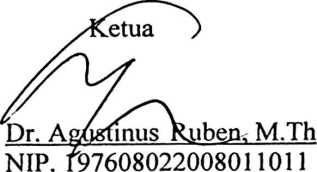 Ketua
Dr. Agustinus Ruben, M.Th
NIP. 197608022008011011